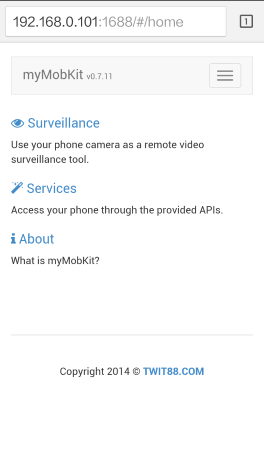 192.168.0.101:1688/#/home
1
myMobKit v0.7.11
Surveillance
Use your phone camera as a remote video
surveillance tool.
Services
Access your phone through the provided APIs.
About
What is myMobKit?
Copyright 2014 © TWIT88.COM